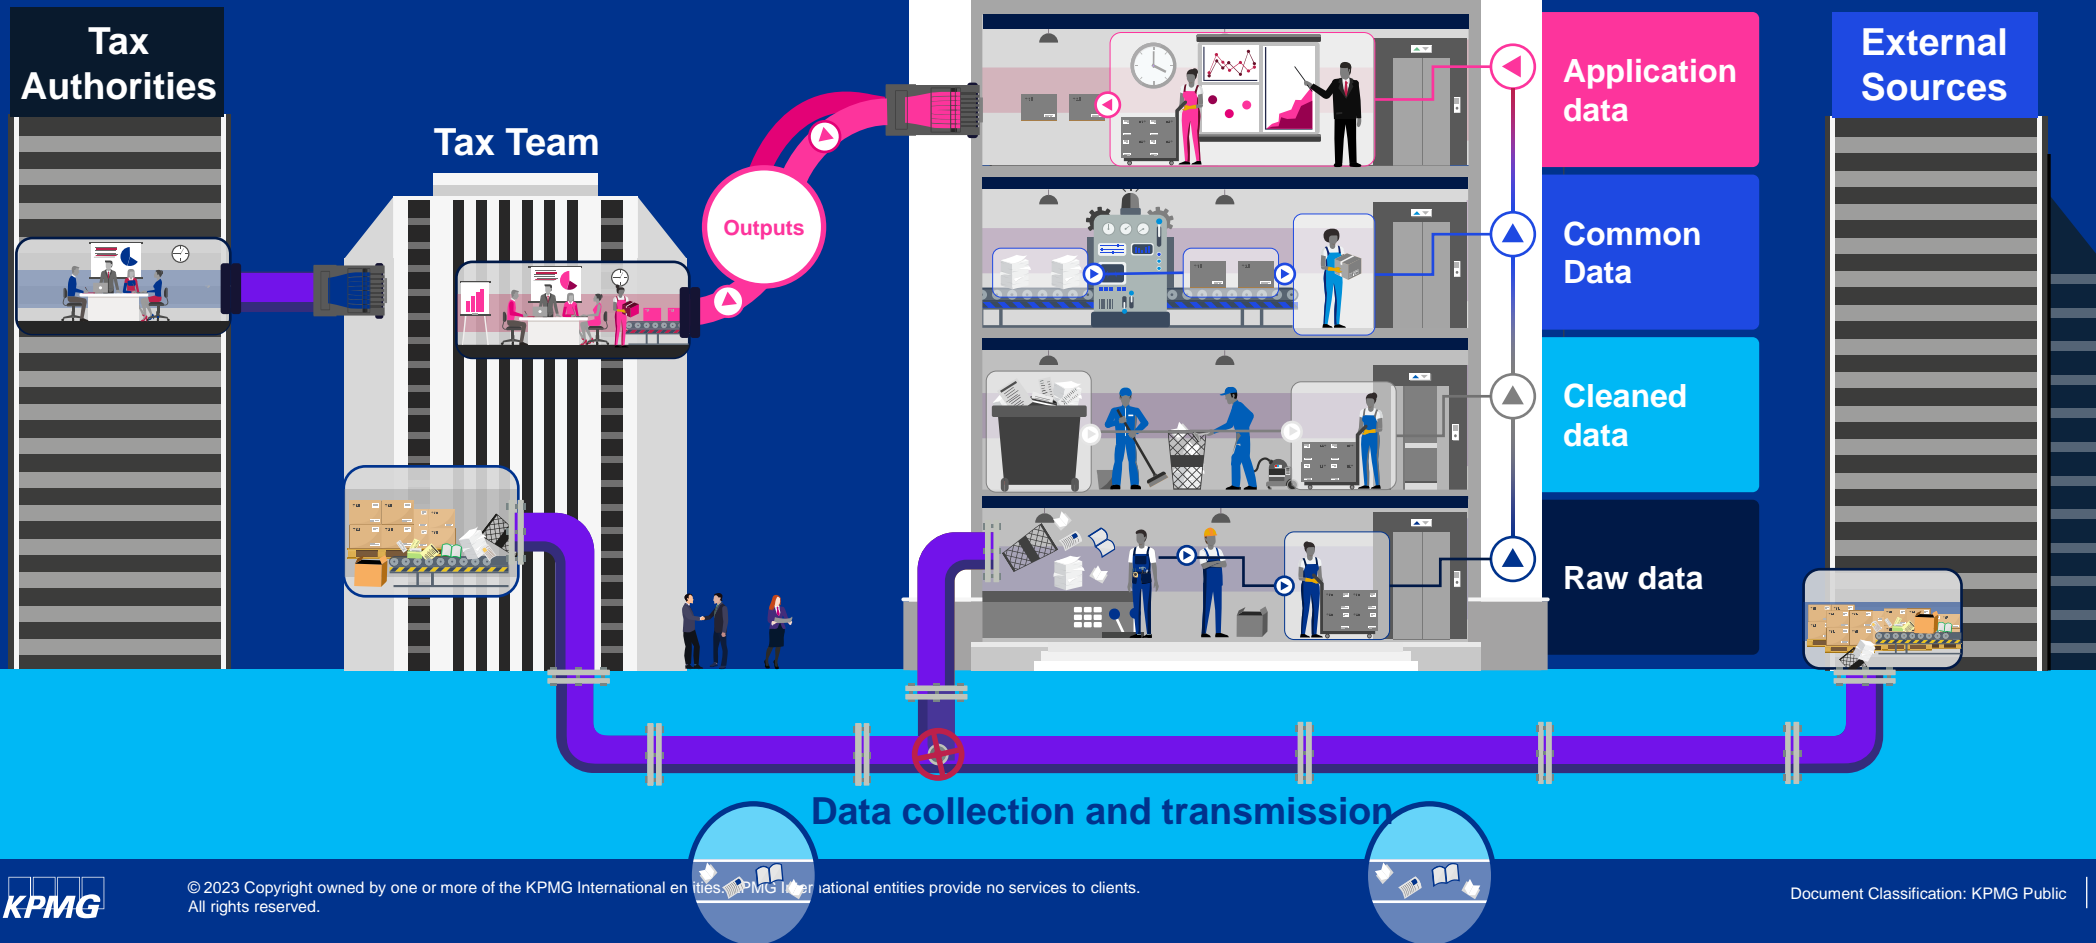 Tax
Authorities
Tax Team
Outputs
Application
data
Common
Data
Cleaned
data
Raw data
External
Sources
Data collection and transmission
KPMG
© 2023 Copyright owned by one or more of the KPMG International entities. KPMG International entities provide no services to clients.
All rights reserved.
Document Classification: KPMG Public